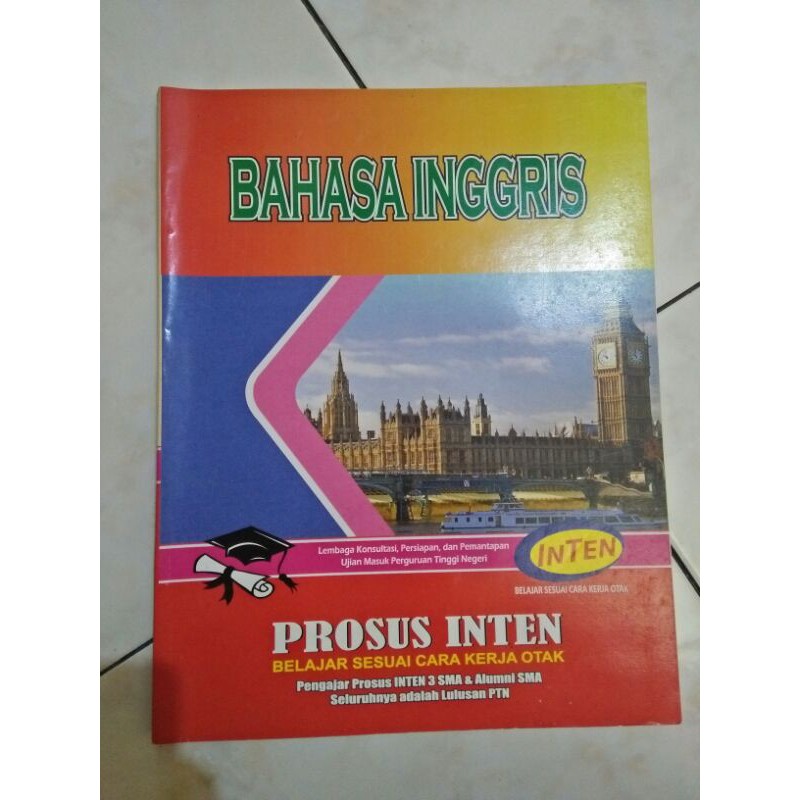 BAHASA INGGRIS
Lembaga Konsultasi, Persiapan, dan Pemantapan
Ujian Masuk Perguruan Tinggi Negeri
INTEN
BELAJAR SESUAI CARA KERJA OTAK
PROSUS INTEN
BELAJAR SESUAI CARA KERJA OTAK
Pengajar Prosus INTEN 3 SMA & Alumni SMA
Seluruhnya adalah Lulusan PTN